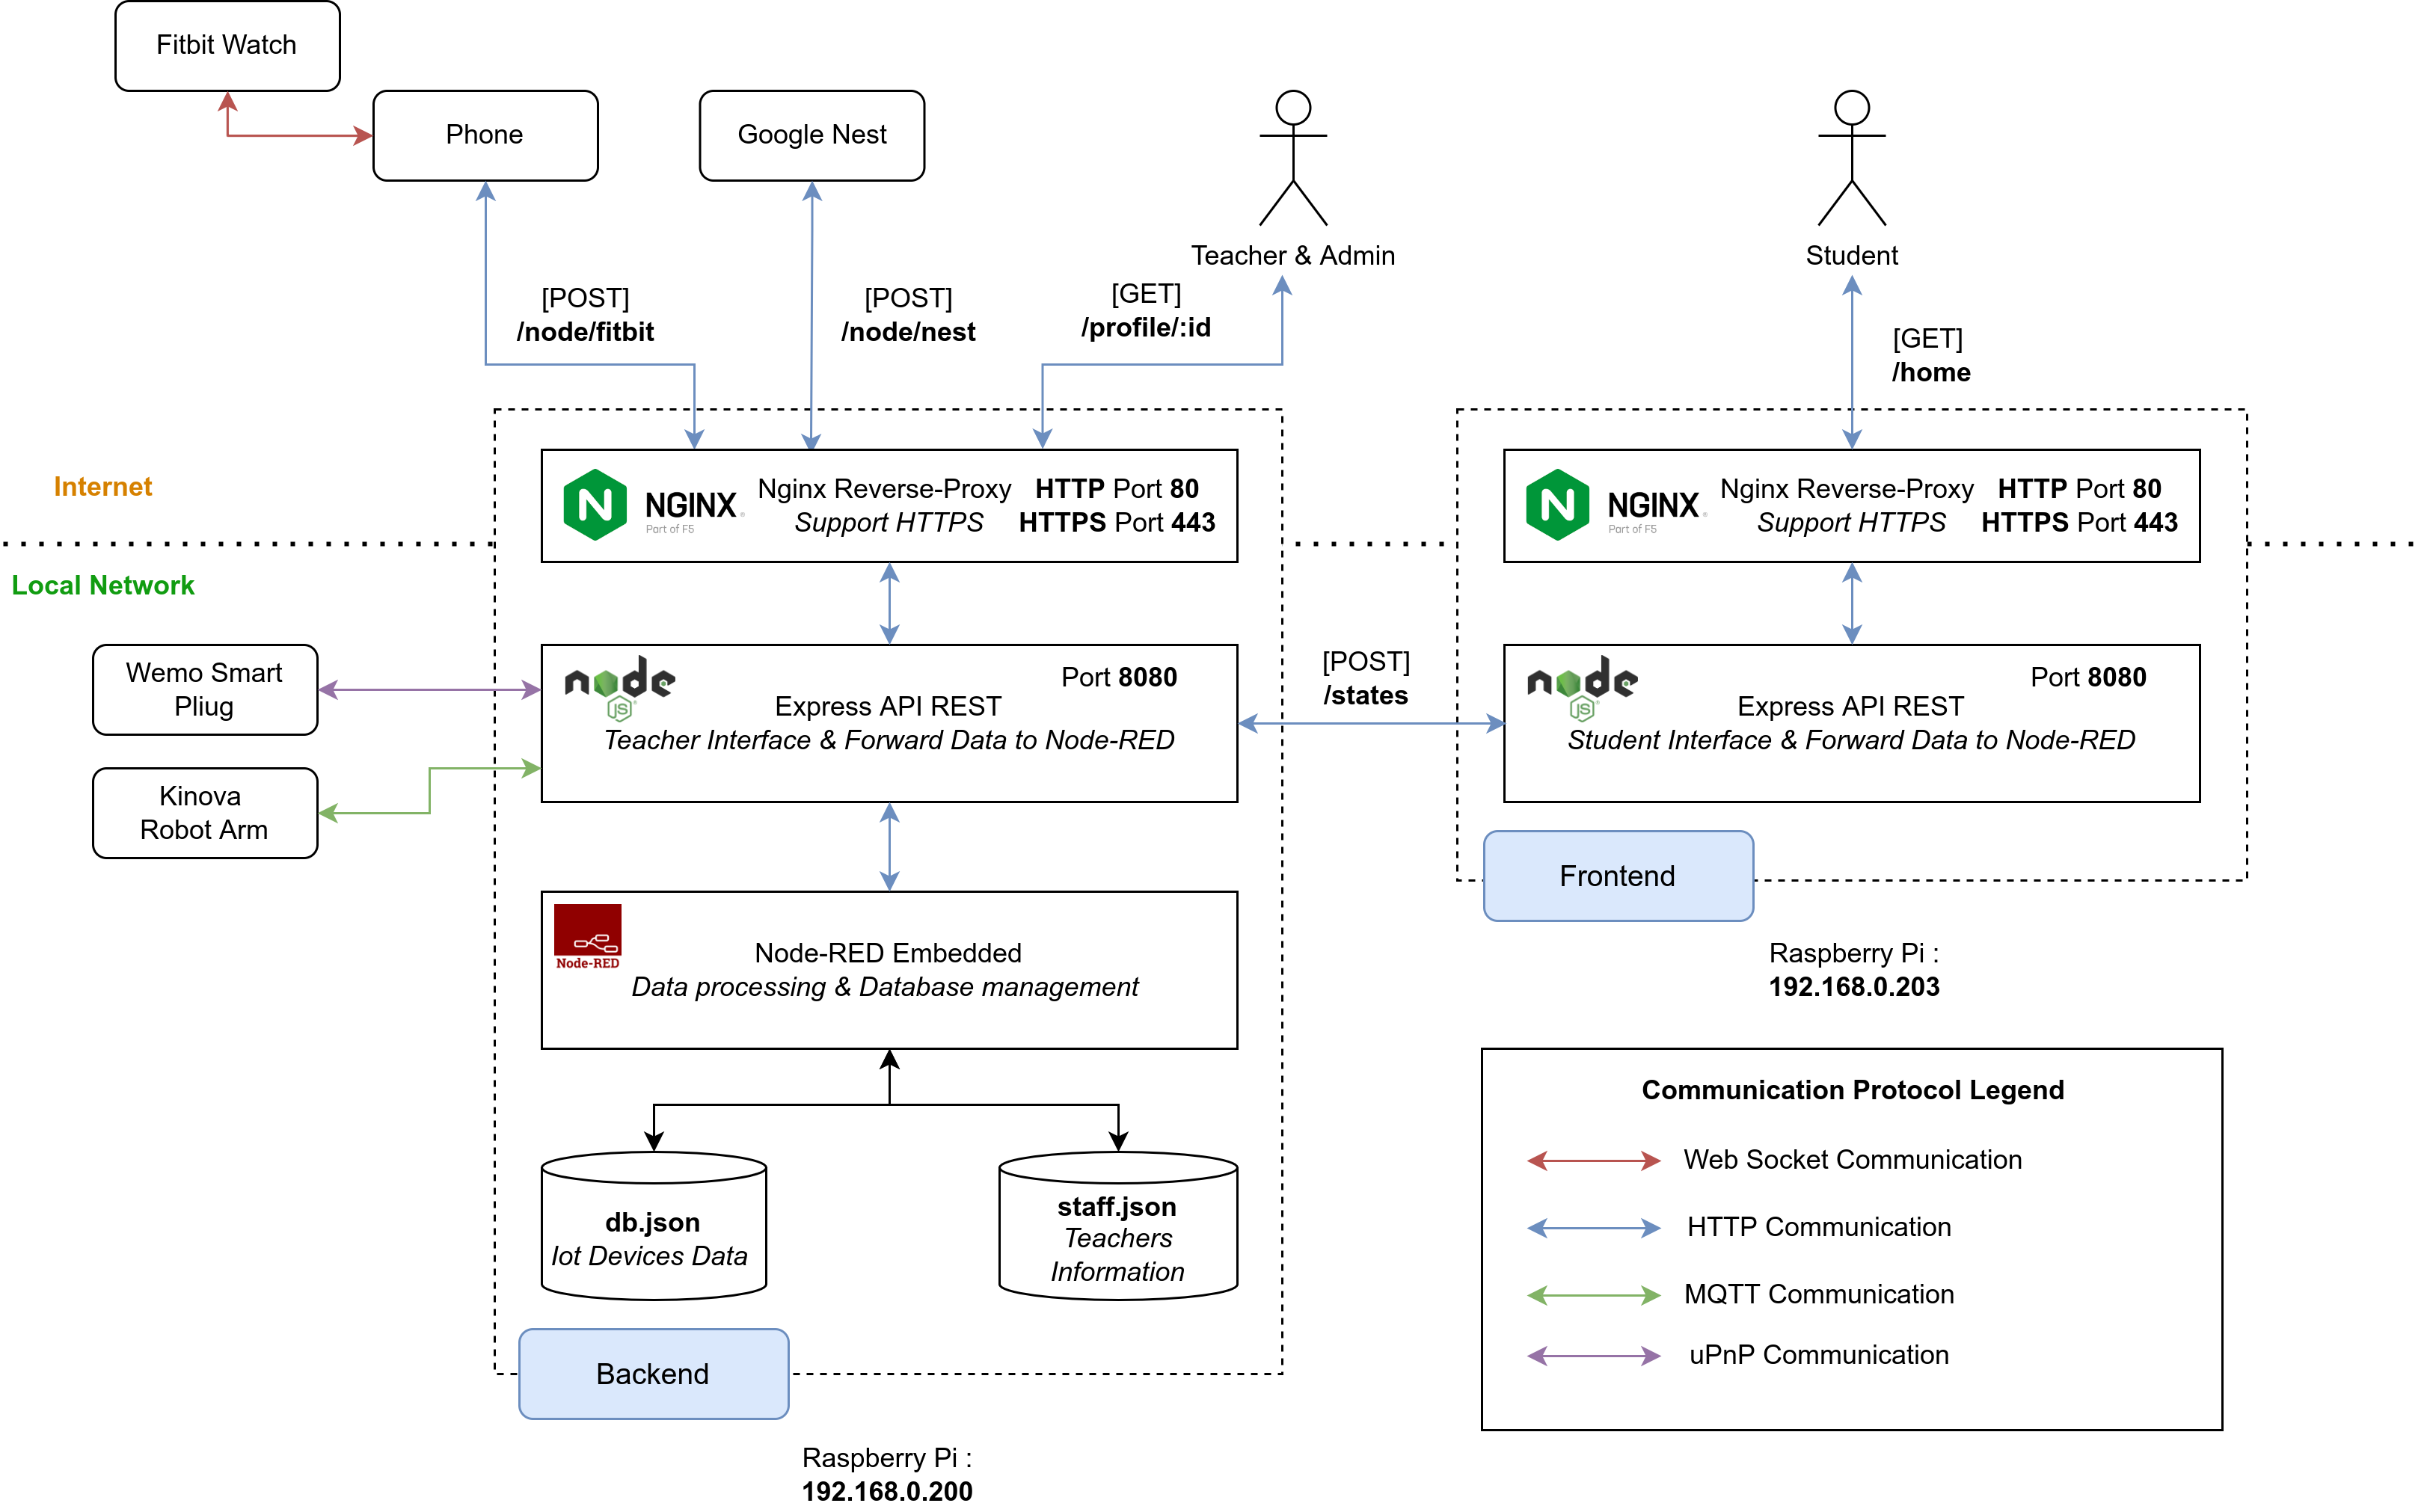 Fitbit Watch
Phone
Google Nest
Teacher & Admin
Student
[POST]
/node/fitbit
[POST]
/node/nest
[GET]
/profile/:id
[GET]
/home
Internet
Local Network
NGINX
Part of F5
Nginx Reverse-Proxy
Support HTTPS
HTTP Port 80
HTTPS Port 443
NGINX
Part of F5
Nginx Reverse-Proxy
Support HTTPS
HTTP Port 80
HTTPS Port 443
Wemo Smart
Pliug
Kinova
Robot Arm
node
JS
Port 8080
Express API REST
Teacher Interface & Forward Data to Node-RED
[POST]
/states
node
JS
Port 8080
Express API REST
Student Interface & Forward Data to Node-RED
Frontend
Raspberry Pi :
192.168.0.203
Node-RED
Node-RED Embedded
Data processing & Database management
db.json
Iot Devices Data
staff.json
Teachers
Information
Backend
Raspberry Pi :
192.168.0.200
Communication Protocol Legend
Web Socket Communication
HTTP Communication
MQTT Communication
uPnP Communication